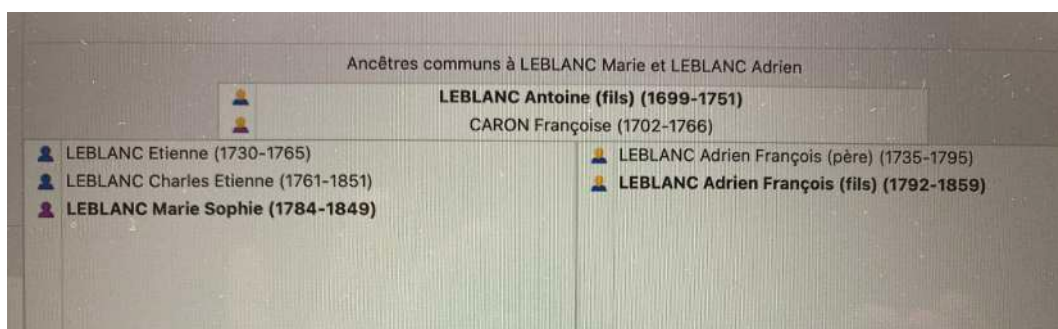 Ancêtres communs à LEBLANC Marie et LEBLANC Adrien
LEBLANC Antoine (fils) (1699-1751)
CARON Françoise (1702-1766)
LEBLANC Etienne (1730-1765)
LEBLANC Charles Etienne (1761-1851)
LEBLANC Marie Sophie (1784-1849)
LEBLANC Adrien François (père) (1735-1795)
LEBLANC Adrien François (fils) (1792-1859)